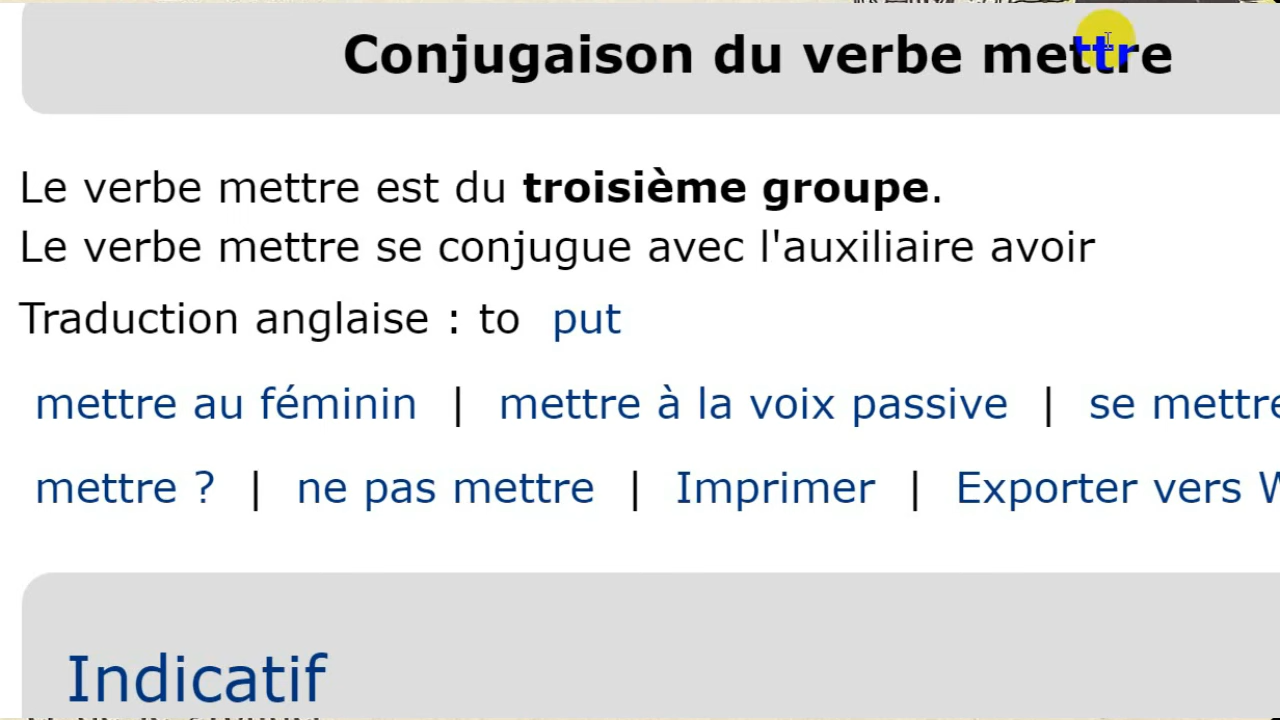 Conjugaison du verbe mettre
Le verbe mettre est du troisième groupe.
Le verbe mettre se conjugue avec l'auxiliaire avoir
Traduction anglaise : to put
mettre au féminin | mettre à la voix passive | se mettre
mettre ? | ne pas mettre | Imprimer | Exporter vers
Indicatif